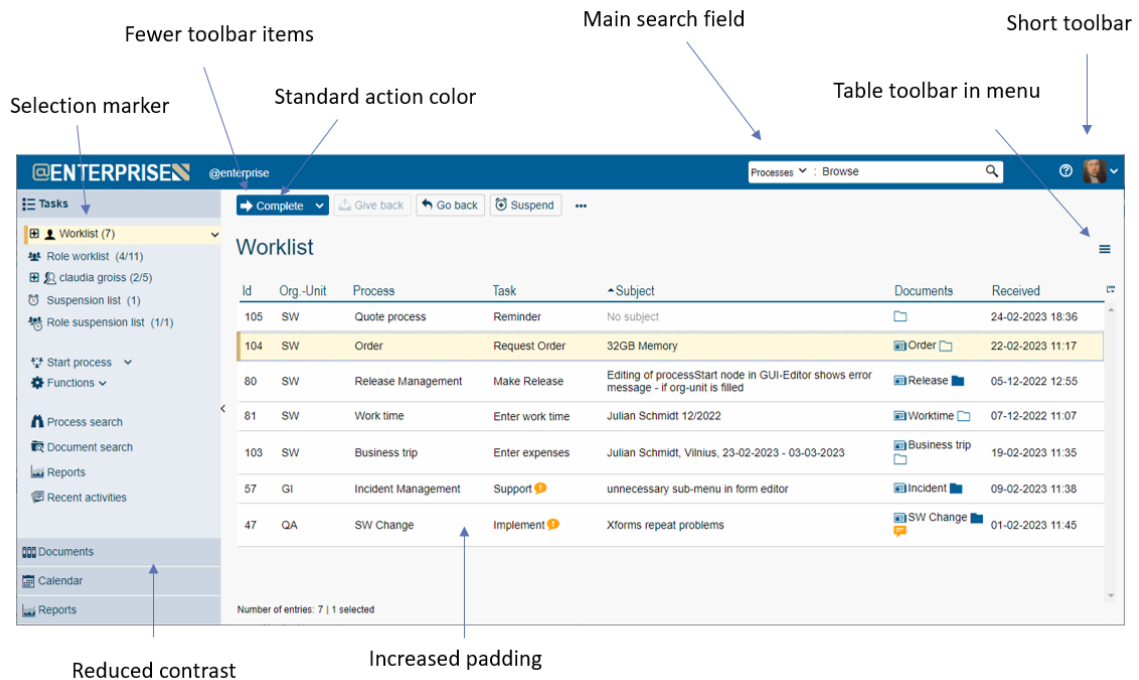 Main search field
Short toolbar
Fewer toolbar items
Table toolbar in menu
Standard action color
Selection marker
@ENTERPRISE @enterprise Processes : Browse
Tasks
Complete Give back Go back Suspend •••
Worklist (7)
Role worklist (4/11)
claudia groiss (2/5)
Suspension list (1)
Role suspension list (1/1)
Start process
Functions
Process search
Document search
Reports
Recent activities
Documents
Calendar
Reports
Worklist
Id Org.-Unit Process Task Subject Documents Received
105 SW Quote process Reminder No subject 24-02-2023 18:36
104 SW Order Request Order 32GB Memory Order 22-02-2023 11:17
80 SW Release Management Make Release Editing of processStart node in GUI-Editor shows error Release 05-12-2022 12:55
message - if org-unit is filled
81 SW Work time Enter work time Julian Schmidt 12/2022 Worktime 07-12-2022 11:07
103 SW Business trip Enter expenses Julian Schmidt, Vilnius, 23-02-2023 - 03-03-2023 Business trip 19-02-2023 11:35
57 GI Incident Management Support unnecessary sub-menu in form editor Incident 09-02-2023 11:38
47 QA SW Change Implement Xforms repeat problems SW Change 01-02-2023 11:45
Number of entries: 7 | 1 selected
Increased padding
Reduced contrast